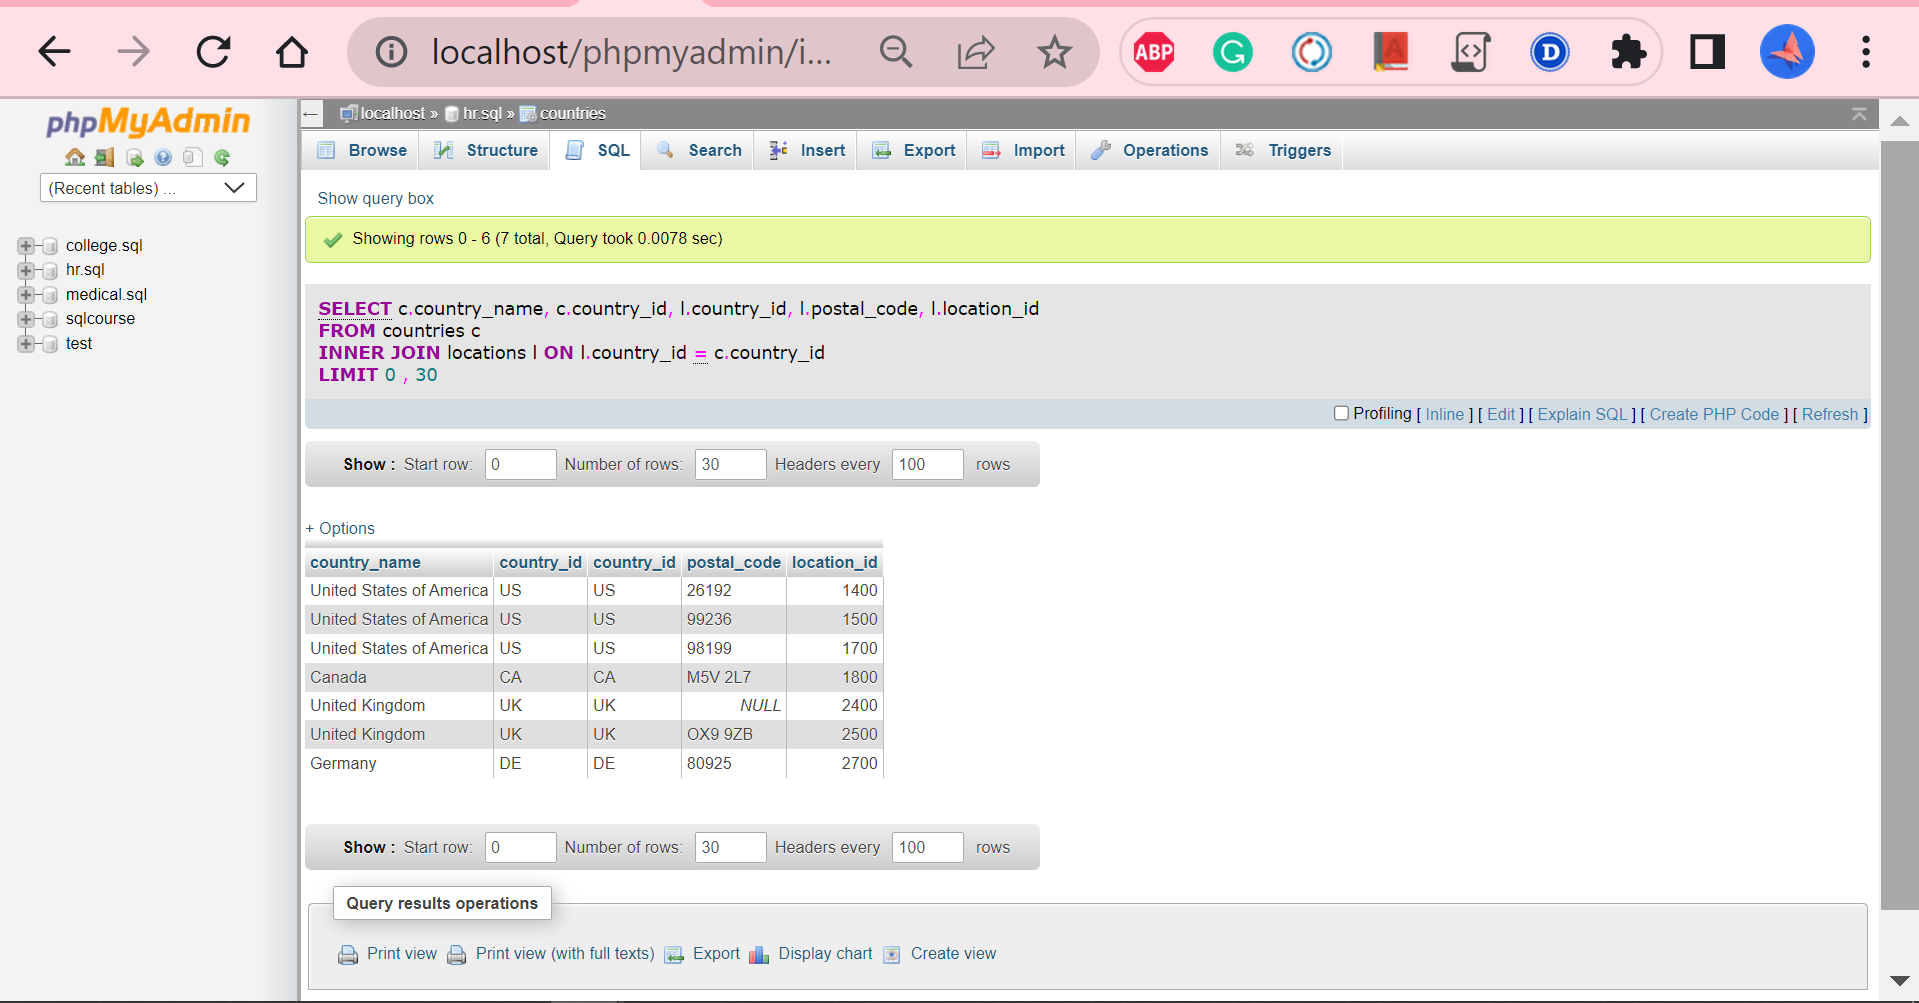 localhost/phpmyadmin/i...
ABP
G
A
D
phpMyAdmin
(Recent tables) ...
college.sql
hr.sql
medical.sql
sqlcourse
test
localhost » hr.sql » countries
Browse Structure SQL Search Insert Export Import Operations Triggers
Show query box
Showing rows 0 - 6 (7 total, Query took 0.0078 sec)
SELECT c.country_name, c.country_id, l.country_id, l.postal_code, l.location_id
FROM countries c
INNER JOIN locations l ON l.country_id = c.country_id
LIMIT 0 , 30
Profiling [ Inline ] [ Edit ] [ Explain SQL ] [ Create PHP Code ] [ Refresh ]
Show : Start row: 0 Number of rows: 30 Headers every 100 rows
+ Options
country_name country_id country_id postal_code location_id
United States of America US US 26192 1400
United States of America US US 99236 1500
United States of America US US 98199 1700
Canada CA CA M5V 2L7 1800
United Kingdom UK UK NULL 2400
United Kingdom UK UK OX9 9ZB 2500
Germany DE DE 80925 2700
Show : Start row: 0 Number of rows: 30 Headers every 100 rows
Query results operations
Print view Print view (with full texts) Export Display chart Create view